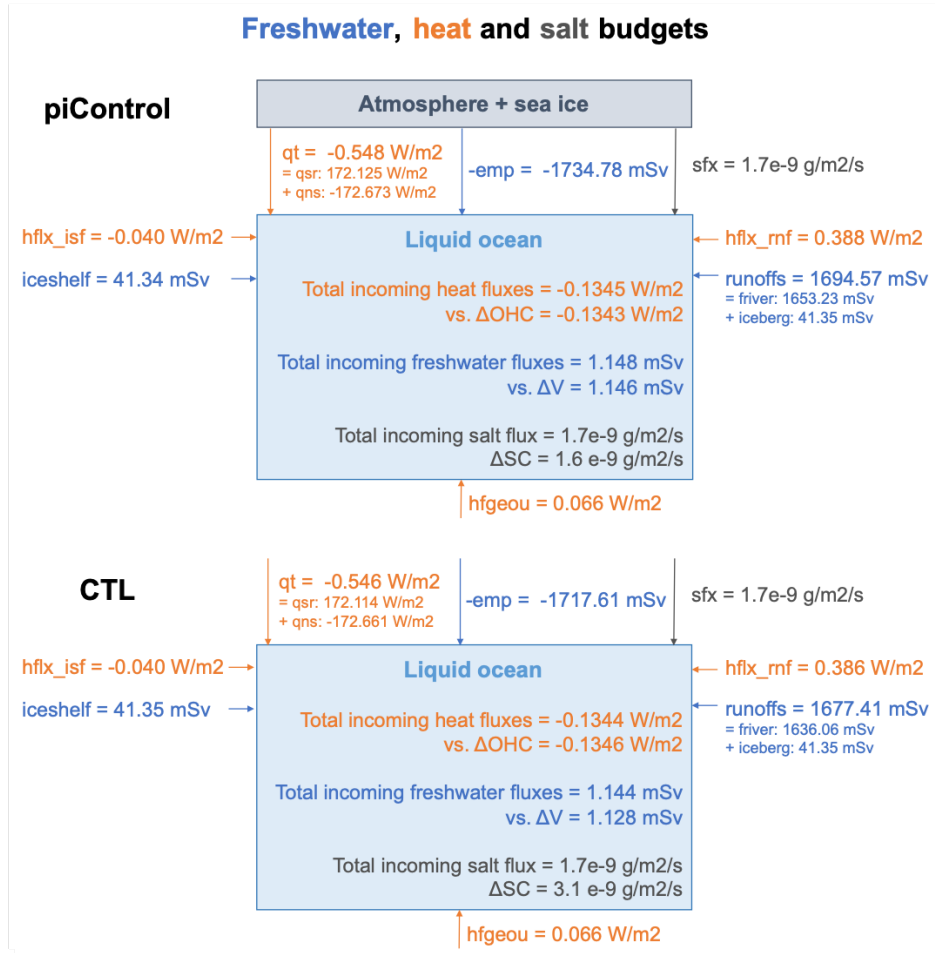 Freshwater, heat and salt budgets
piControl
Atmosphere + sea ice
qt = -0.548 W/m2
= qsr: 172.125 W/m2
+ qns: -172.673 W/m2
-emp = -1734.78 mSv
sfx = 1.7e-9 g/m2/s
hflx_isf = -0.040 W/m2
iceshelf = 41.34 mSv
hflx_rnf = 0.388 W/m2
runoffs = 1694.57 mSv
= friver: 1653.23 mSv
+ iceberg: 41.35 mSv
Liquid ocean
Total incoming heat fluxes = -0.1345 W/m2
vs. ΔOHC = -0.1343 W/m2
Total incoming freshwater fluxes = 1.148 mSv
vs. ΔV = 1.146 mSv
Total incoming salt flux = 1.7e-9 g/m2/s
ΔSC = 1.6 e-9 g/m2/s
hfgeou = 0.066 W/m2
CTL
qt = -0.546 W/m2
= qsr: 172.114 W/m2
+ qns: -172.661 W/m2
-emp = -1717.61 mSv
sfx = 1.7e-9 g/m2/s
hflx_isf = -0.040 W/m2
iceshelf = 41.35 mSv
hflx_rnf = 0.386 W/m2
runoffs = 1677.41 mSv
= friver: 1636.06 mSv
+ iceberg: 41.35 mSv
Liquid ocean
Total incoming heat fluxes = -0.1344 W/m2
vs. ΔOHC = -0.1346 W/m2
Total incoming freshwater fluxes = 1.144 mSv
vs. ΔV = 1.128 mSv
Total incoming salt flux = 1.7e-9 g/m2/s
ΔSC = 3.1 e-9 g/m2/s
hfgeou = 0.066 W/m2